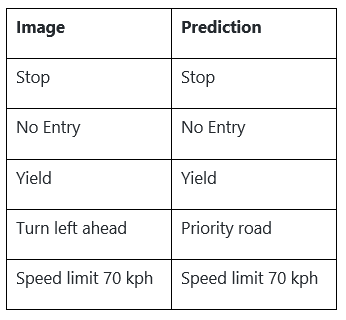 Image Prediction
Stop Stop
No Entry No Entry
Yield Yield
Turn left ahead Priority road
Speed limit 70 kph Speed limit 70 kph